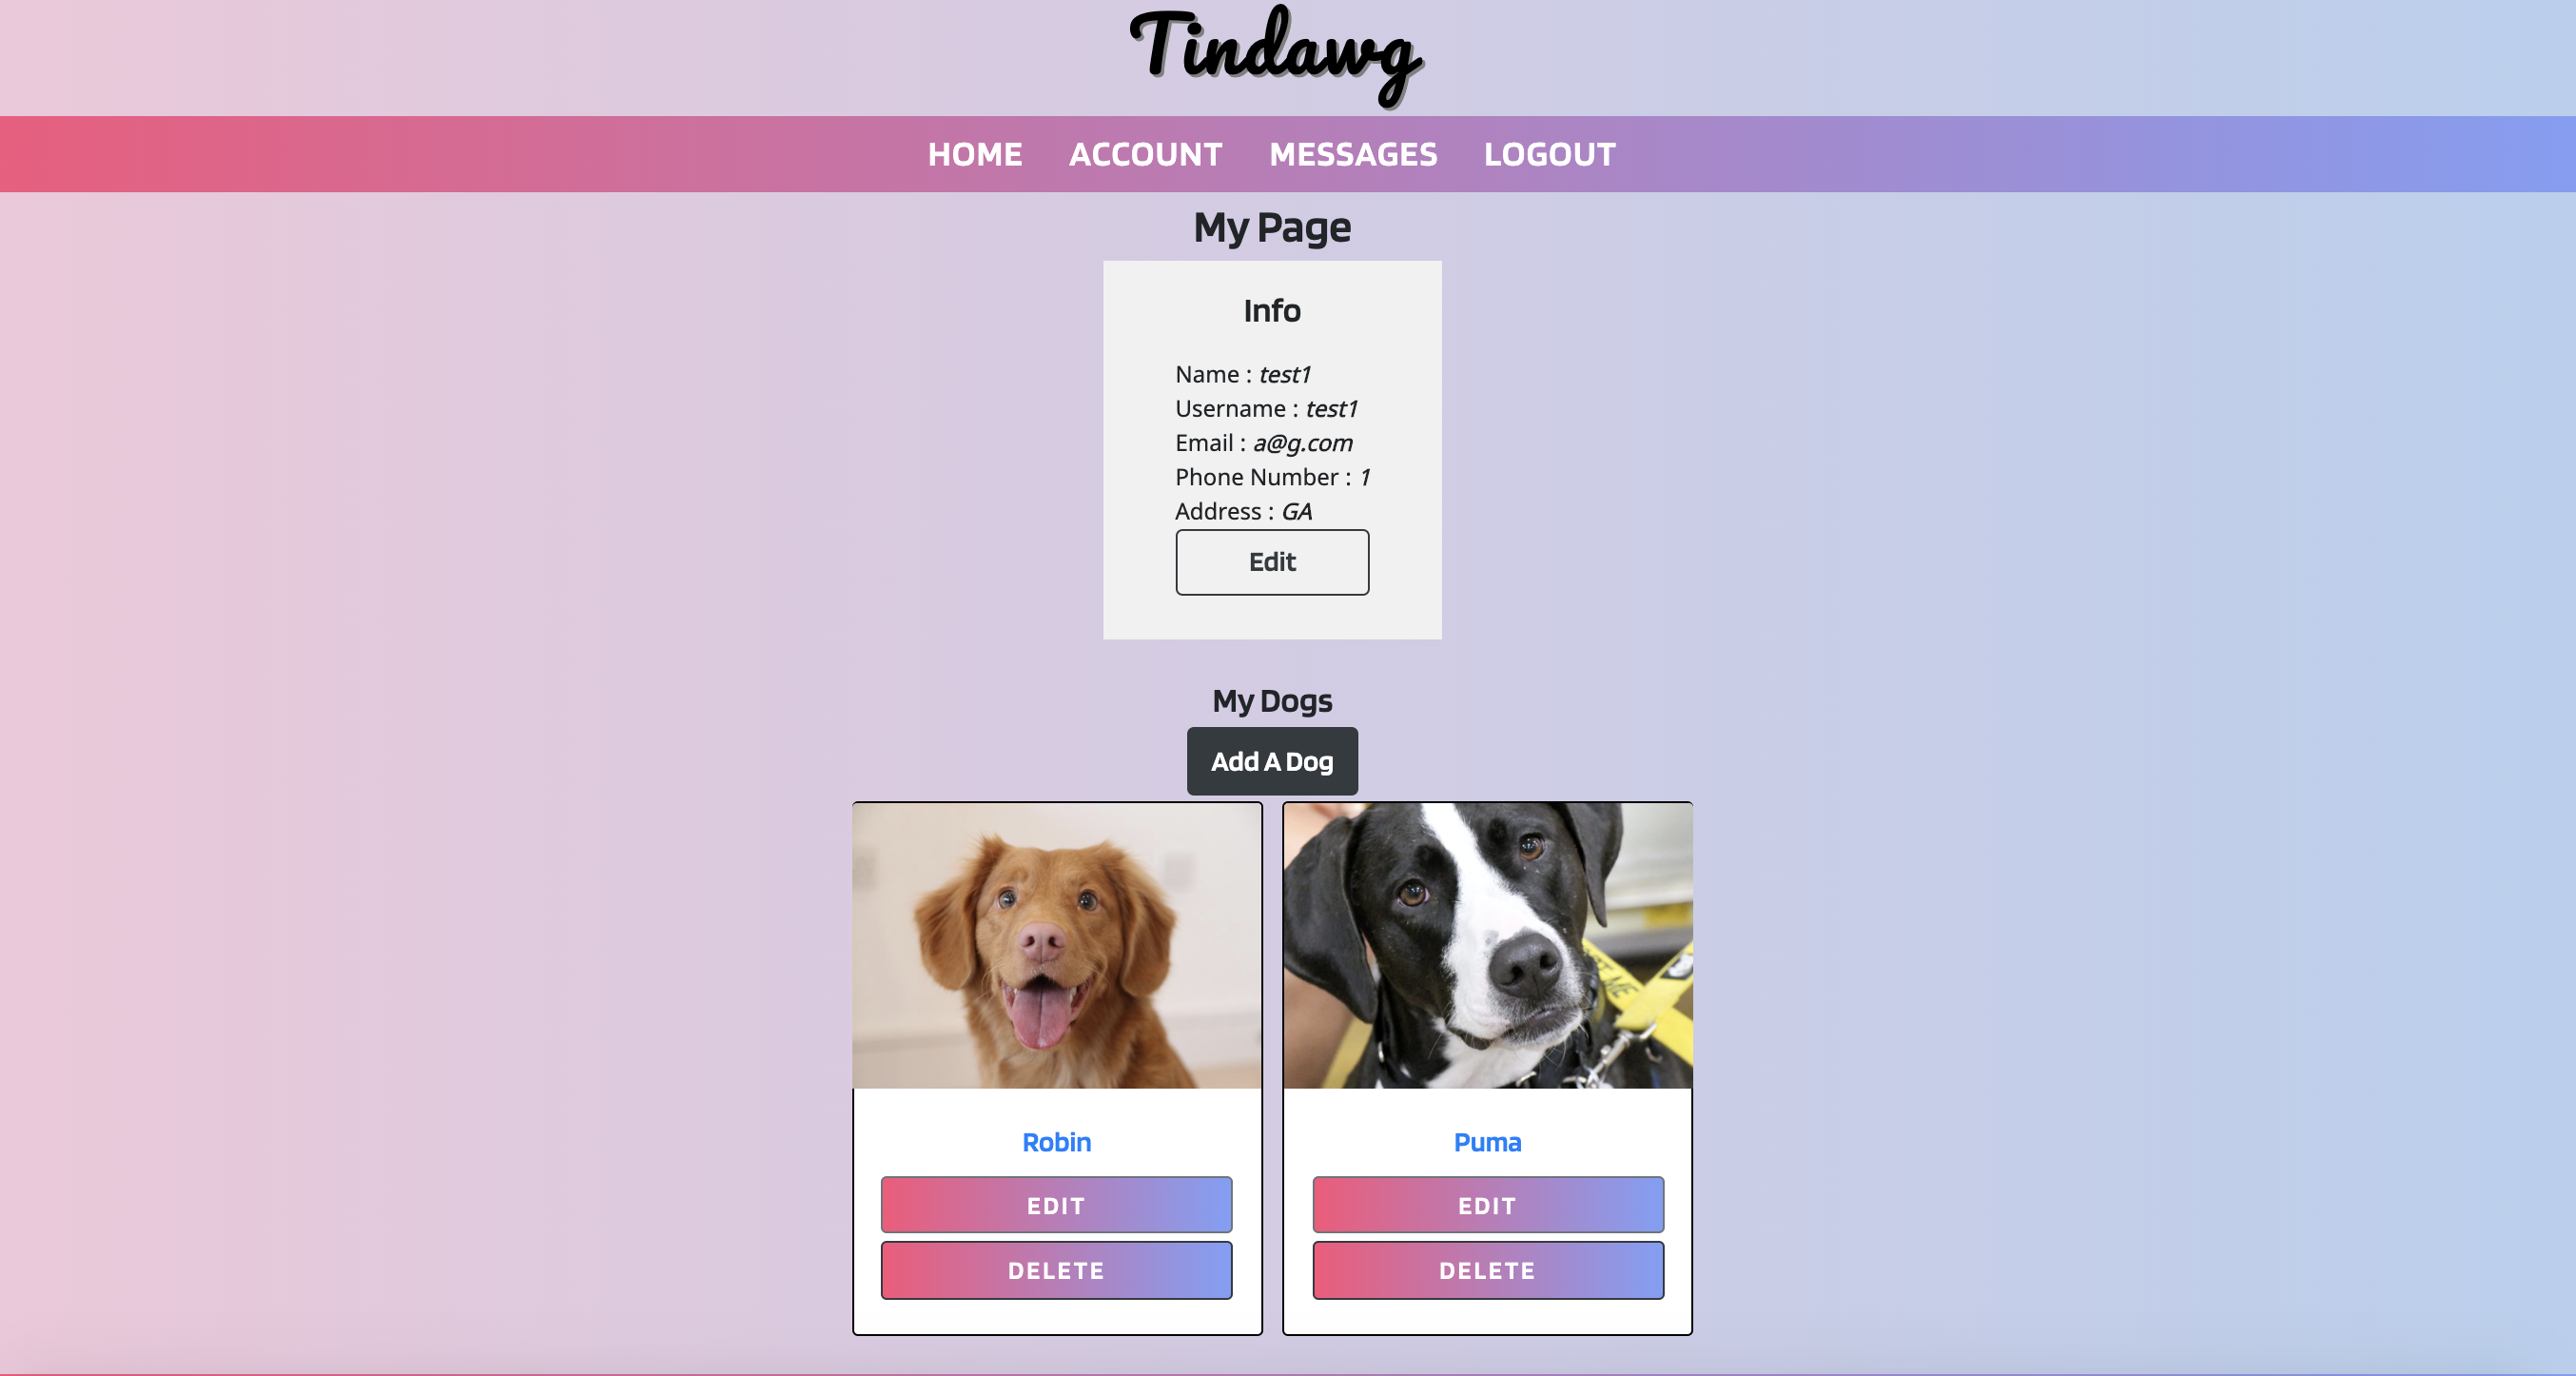 Tindawg
HOME ACCOUNT MESSAGES LOGOUT
My Page
Info
Name : test1
Username : test1
Email : a@g.com
Phone Number : 1
Address : GA
Edit
My Dogs
Add A Dog
ME
Robin
Puma
EDIT
EDIT
DELETE
DELETE